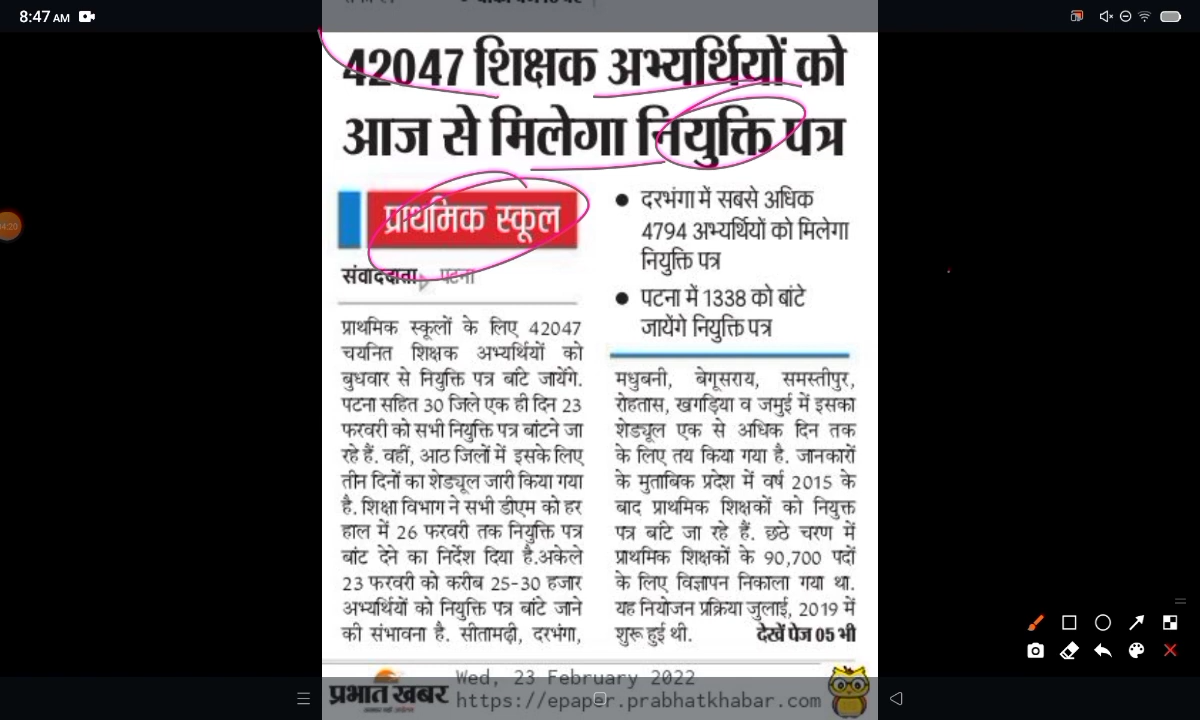 8:47 AM
42047 शिक्षक अभ्यर्थियों को
आज से मिलेगा नियुक्ति पत्र
प्राथमिक स्कूल
संवाददाता पटना
प्राथमिक स्कूलों के लिए 42047
चयनित शिक्षक अभ्यर्थियों को
बुधवार से नियुक्ति पत्र बांटे जायेंगे.
पटना सहित 30 जिले एक ही दिन 23
फरवरी को सभी नियुक्ति पत्र बांटने जा
रहे हैं. वहीं, आठ जिलों में इसके लिए
तीन दिनों का शेड्यूल जारी किया गया
है. शिक्षा विभाग ने सभी डीएम को हर
हाल में 26 फरवरी तक नियुक्ति पत्र
बांट देने का निर्देश दिया है.अकेले
23 फरवरी को करीब 25-30 हजार
अभ्यर्थियों को नियुक्ति पत्र बांटे जाने
की संभावना है. सीतामढ़ी, दरभंगा,
● दरभंगा में सबसे अधिक
4794 अभ्यर्थियों को मिलेगा
नियुक्ति पत्र
● पटना में 1338 को बांटे
जायेंगे नियुक्ति पत्र
मधुबनी, बेगूसराय, समस्तीपुर,
रोहतास, खगड़िया व जमुई में इसका
शेड्यूल एक से अधिक दिन तक
के लिए तय किया गया है. जानकारों
के मुताबिक प्रदेश में वर्ष 2015 के
बाद प्राथमिक शिक्षकों को नियुक्त
पत्र बांटे जा रहे हैं. छठे चरण में
प्राथमिक शिक्षकों के 90,700 पदों
के लिए विज्ञापन निकाला गया था.
यह नियोजन प्रक्रिया जुलाई, 2019 में
शुरू हुई थी. देखें पेज 05 भी
04:20
प्रभात खबर
Wed, 23 February 2022
https://epaper.prabhatkhabar.com